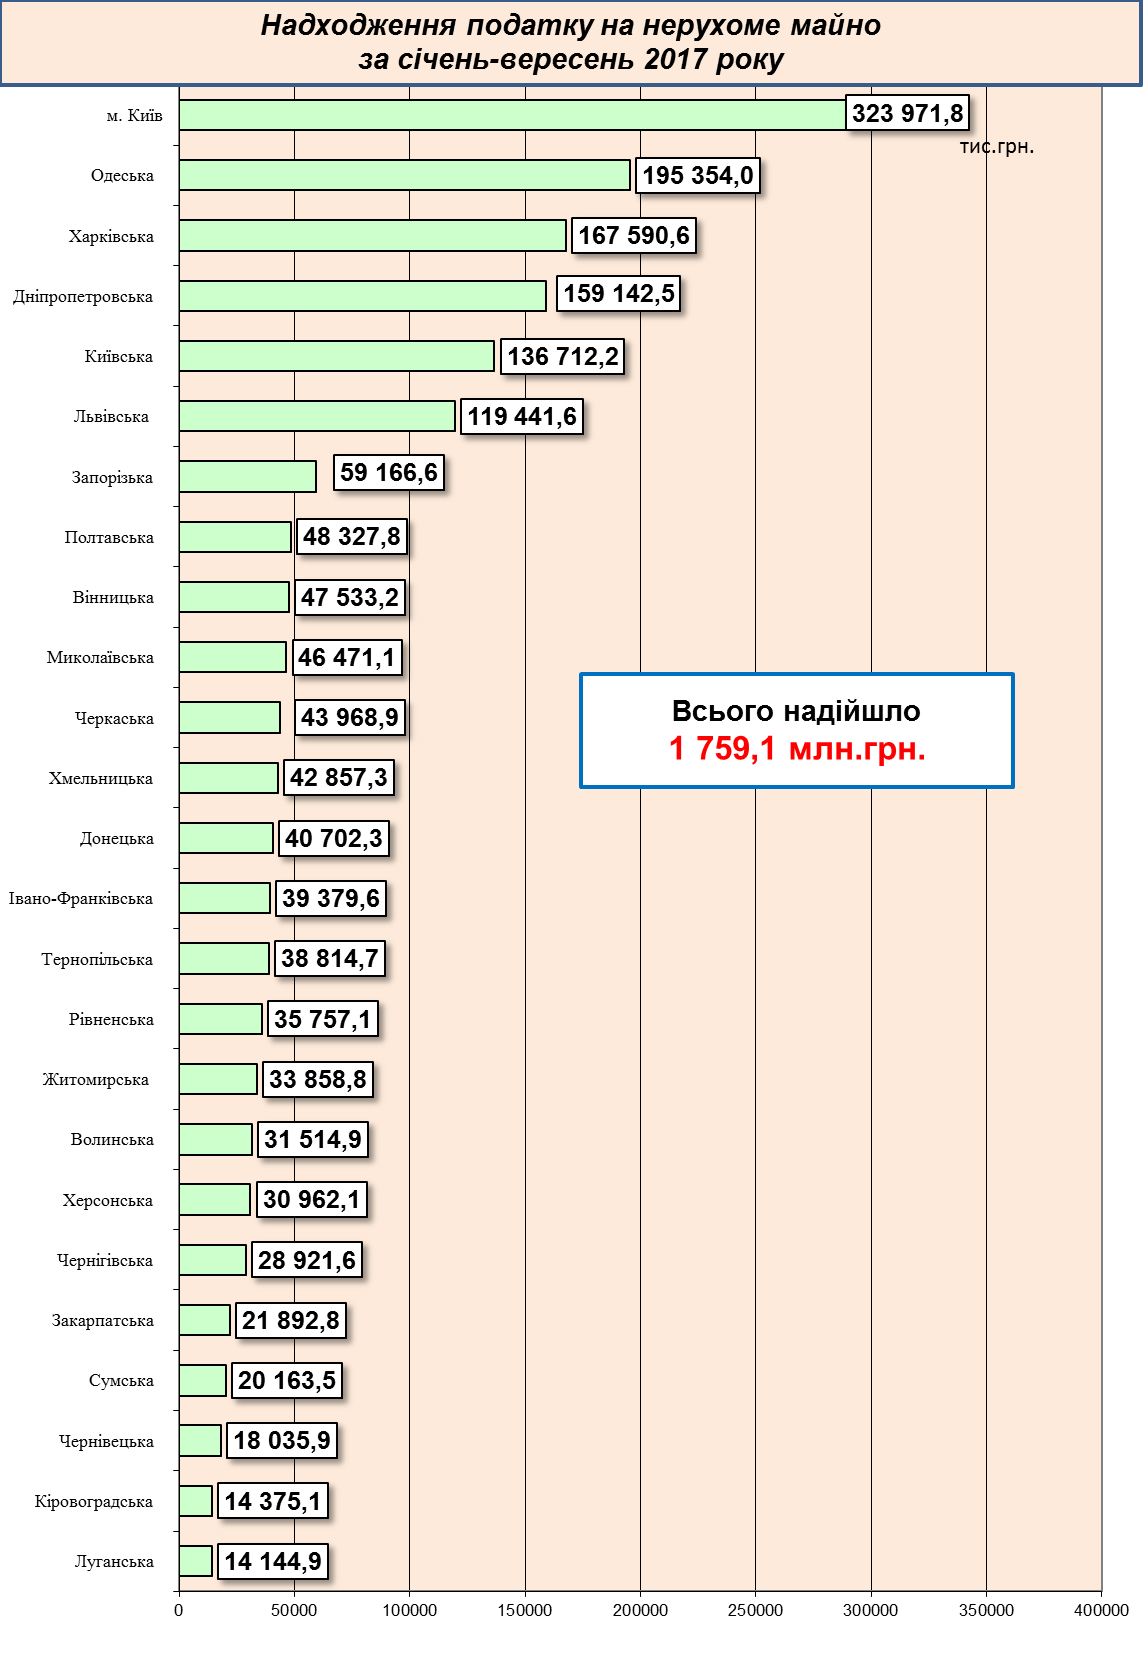 Надходження податку на нерухоме майно
за січень-вересень 2017 року
м. Київ 323 971,8
тис.грн.
Одеська 195 354,0
Харківська 167 590,6
Дніпропетровська 159 142,5
Київська 136 712,2
Львівська 119 441,6
Запорізька 59 166,6
Полтавська 48 327,8
Вінницька 47 533,2
Миколаївська 46 471,1
Всього надійшло
1 759,1 млн.грн.
Черкаська 43 968,9
Хмельницька 42 857,3
Донецька 40 702,3
Івано-Франківська 39 379,6
Тернопільська 38 814,7
Рівненська 35 757,1
Житомирська 33 858,8
Волинська 31 514,9
Херсонська 30 962,1
Чернігівська 28 921,6
Закарпатська 21 892,8
Сумська 20 163,5
Чернівецька 18 035,9
Кіровоградська 14 375,1
Луганська 14 144,9
0 50000 100000 150000 200000 250000 300000 350000 400000